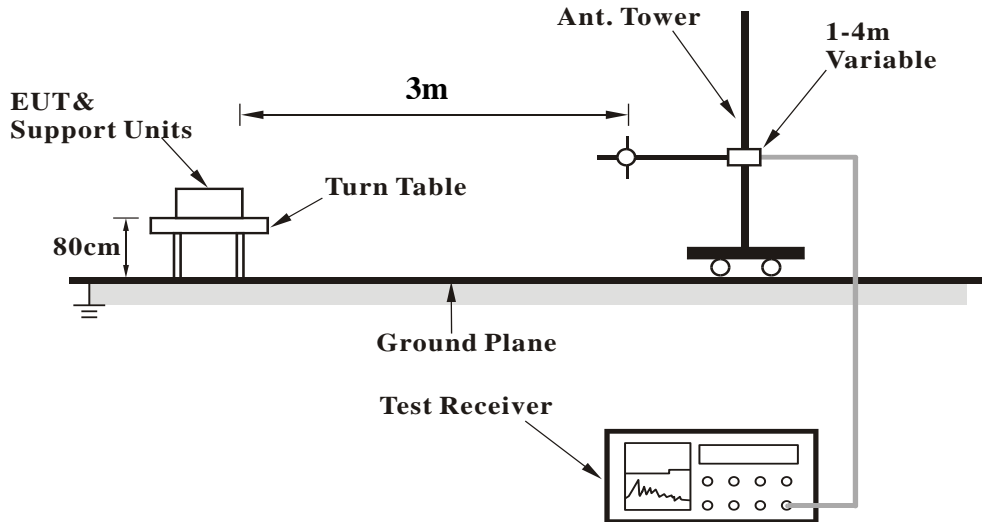 Ant. Tower
1-4m
Variable
3m
EUT&
Support Units
Turn Table
80cm
Ground Plane
Test Receiver